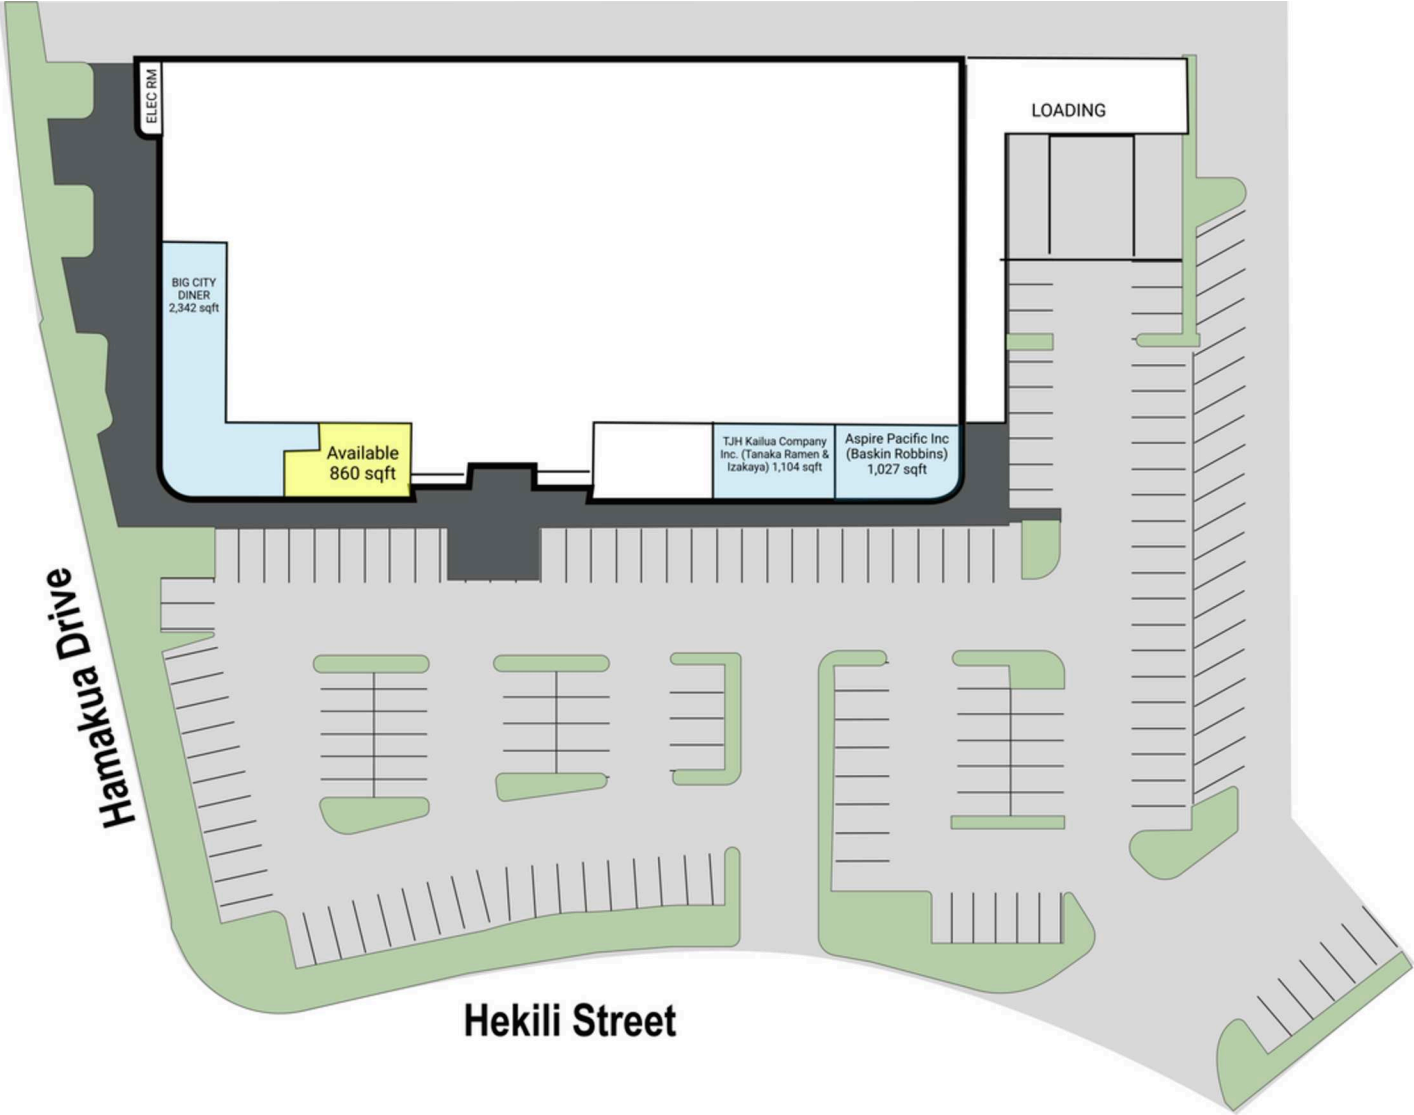 ELEC RM
LOADING
BIG CITY
DINER
2,342 sqft
Available
860 sqft
TJH Kailua Company
Inc. (Tanaka Ramen &
Izakaya) 1,104 sqft
Aspire Pacific Inc
(Baskin Robbins)
1,027 sqft
Hamakua Drive
Hekili Street